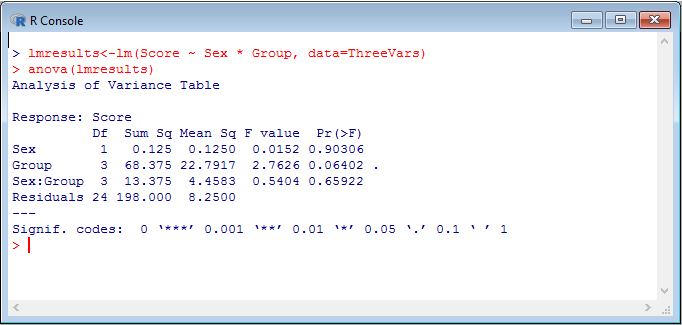 R Console
> lmresults<-lm(Score ~ Sex * Group, data=ThreeVars)
> anova(lmresults)
Analysis of Variance Table

Response: Score
          Df  Sum Sq Mean Sq F value  Pr(>F)
Sex        1   0.125  0.1250  0.0152 0.90306
Group      3  68.375 22.7917  2.7626 0.06402 .
Sex:Group  3  13.375  4.4583  0.5404 0.65922
Residuals 24 198.000  8.2500
---
Signif. codes:  0 ‘***’ 0.001 ‘**’ 0.01 ‘*’ 0.05 ‘.’ 0.1 ‘ ’ 1
>